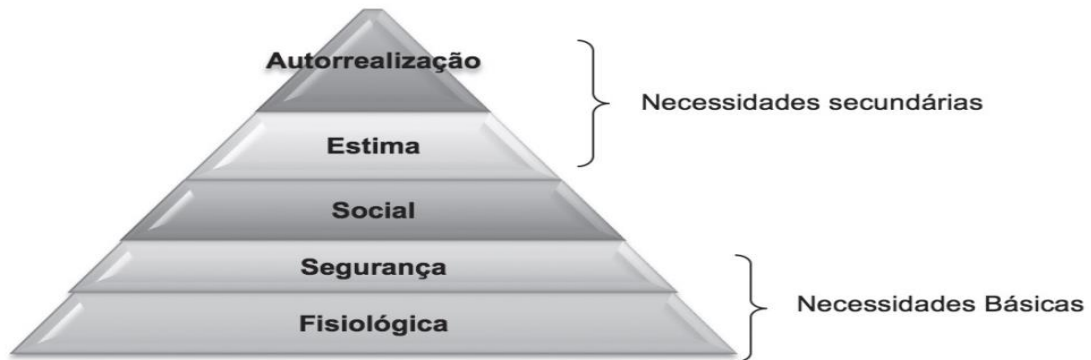 Autorrealização
Necessidades secundárias
Estima
Social
Segurança
Necessidades Básicas
Fisiológica